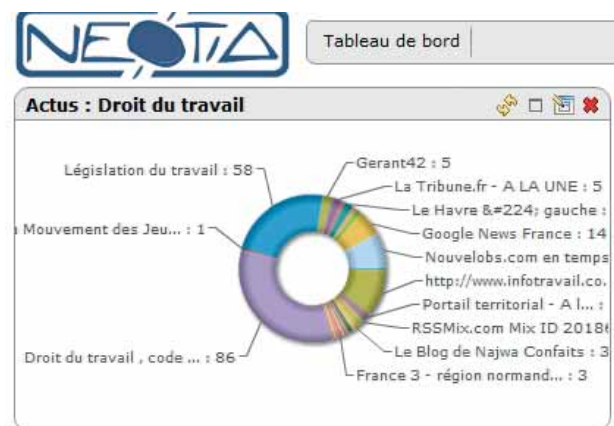 NEOTIA
Tableau de bord
Actus : Droit du travail
Gerant42 : 5
Législation du travail : 58
La Tribune.fr - A LA UNE : 5
Le Havre &#224; gauche :
Google News France : 14
Mouvement des Jeu... : 1
Nouvelobs.com en temps
http://www.infotravail.co.
Portail territorial - A l... :
RSSMix.com Mix ID 2018
Droit du travail , code ... : 86
Le Blog de Najwa Confaits : 3
France 3 - région normand... : 3